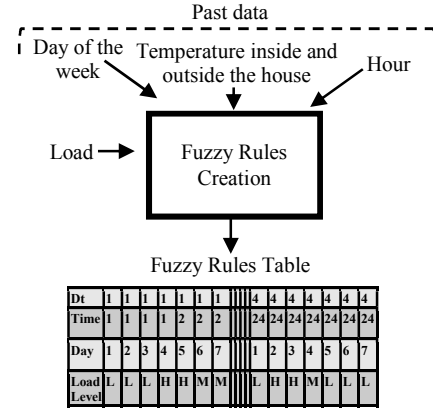 Past data
Day of the week
Temperature inside and outside the house
Hour
Load
Fuzzy Rules Creation
Fuzzy Rules Table
Dt 1 1 1 1 1 1 1 4 4 4 4 4 4 4
Time 1 1 1 1 2 2 2 24 24 24 24 24 24 24
Day 1 2 3 4 5 6 7 1 2 3 4 5 6 7
Load Level L L L H H M M L H H M L L L